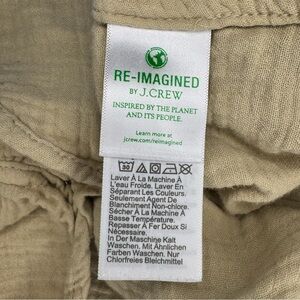 RE-IMAGINED
BY J.CREW
INSPIRED BY THE PLANET
AND ITS PEOPLE.
Learn more at
jcrew.com/reimagined
30
Laver À La Machine À
L'eau Froide. Laver En
Séparant Les Couleurs.
Seulement Agent De
Blanchiment Non-chlore.
Sécher À La Machine À
Basse Température.
Repasser À Fer Doux Si
Nécessaire.
In Der Maschine Kalt
Waschen. Mit Ähnlichen
Farben Waschen. Nur
Chlorfreies Bleichmittel